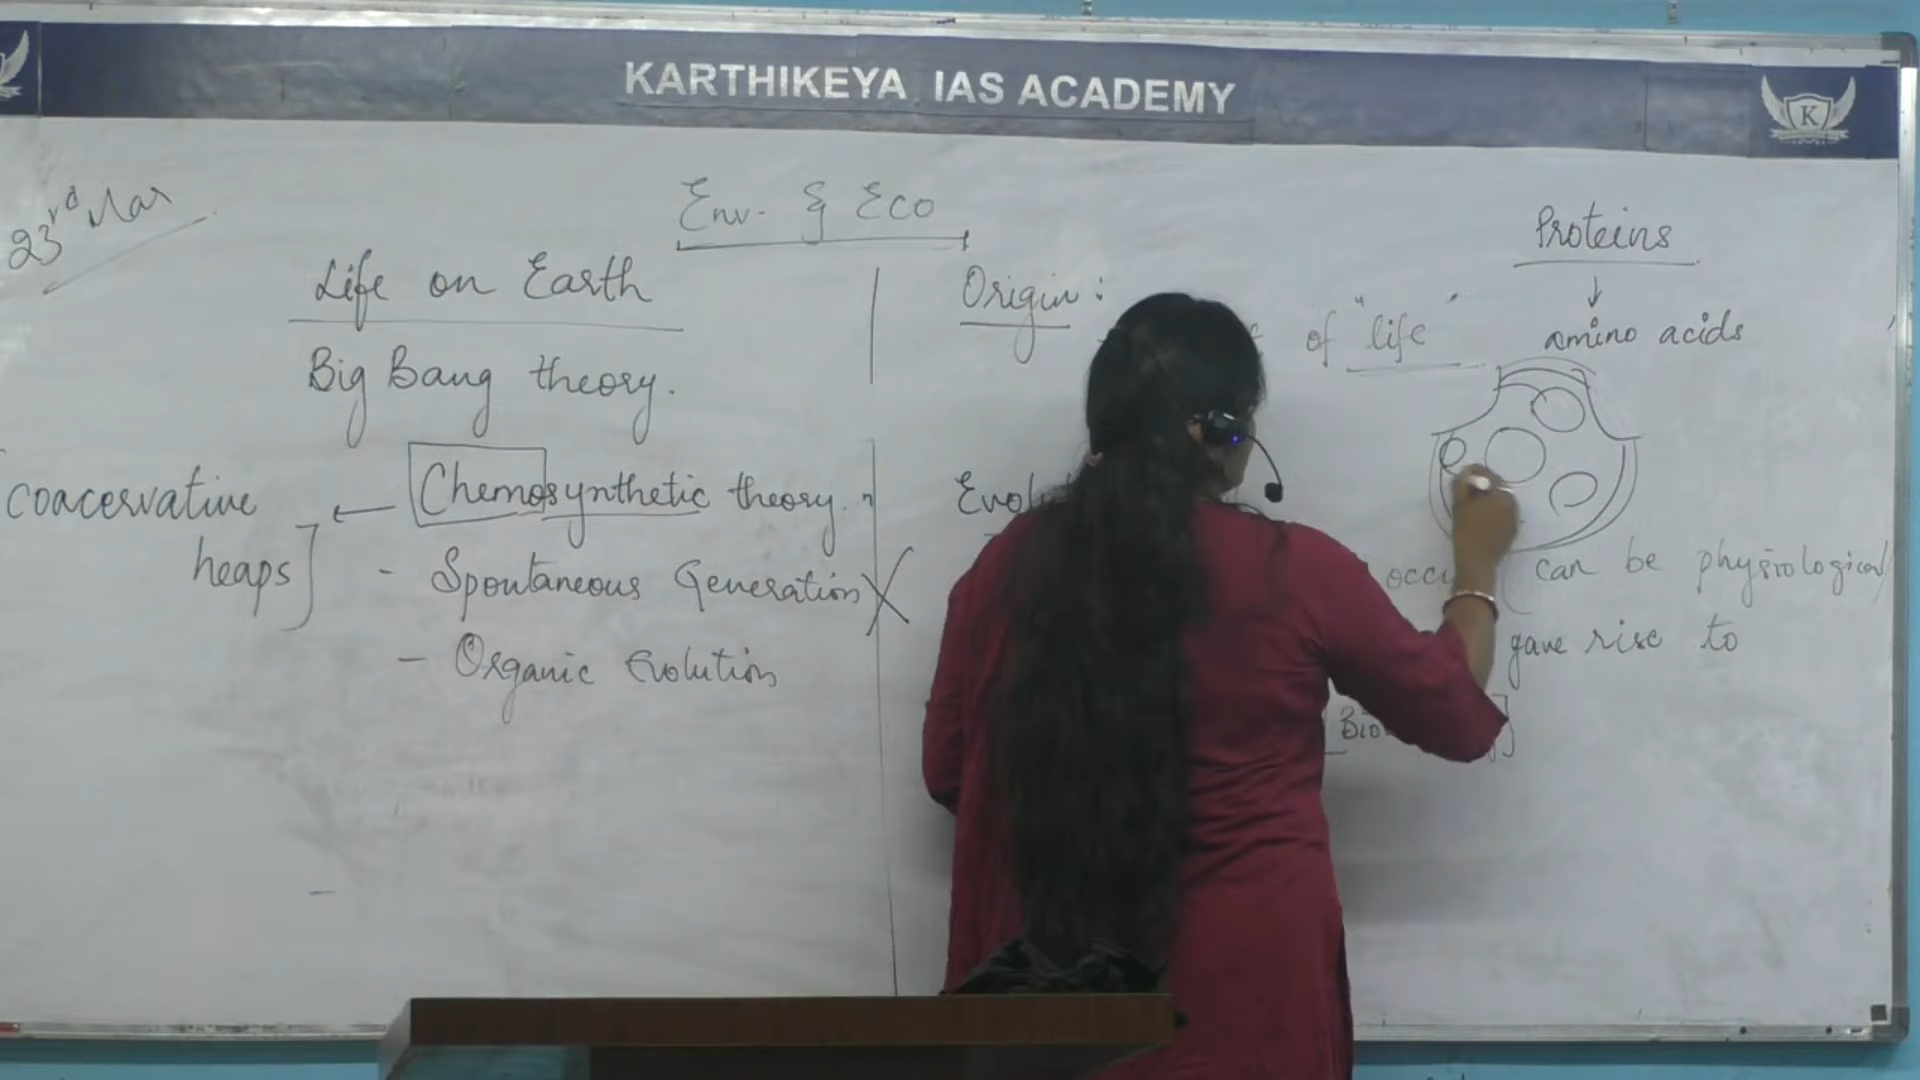 KARTHIKEYA IAS ACADEMY
K
23rd Mar
Env. & Eco
Life on Earth
Big Bang theory.
Chemosynthetic theory.
coacervative
heaps
- Spontaneous Generation
- Organic Evolution
Origin :
of "life"
Proteins
amino acids
can be physiological
gave rise to